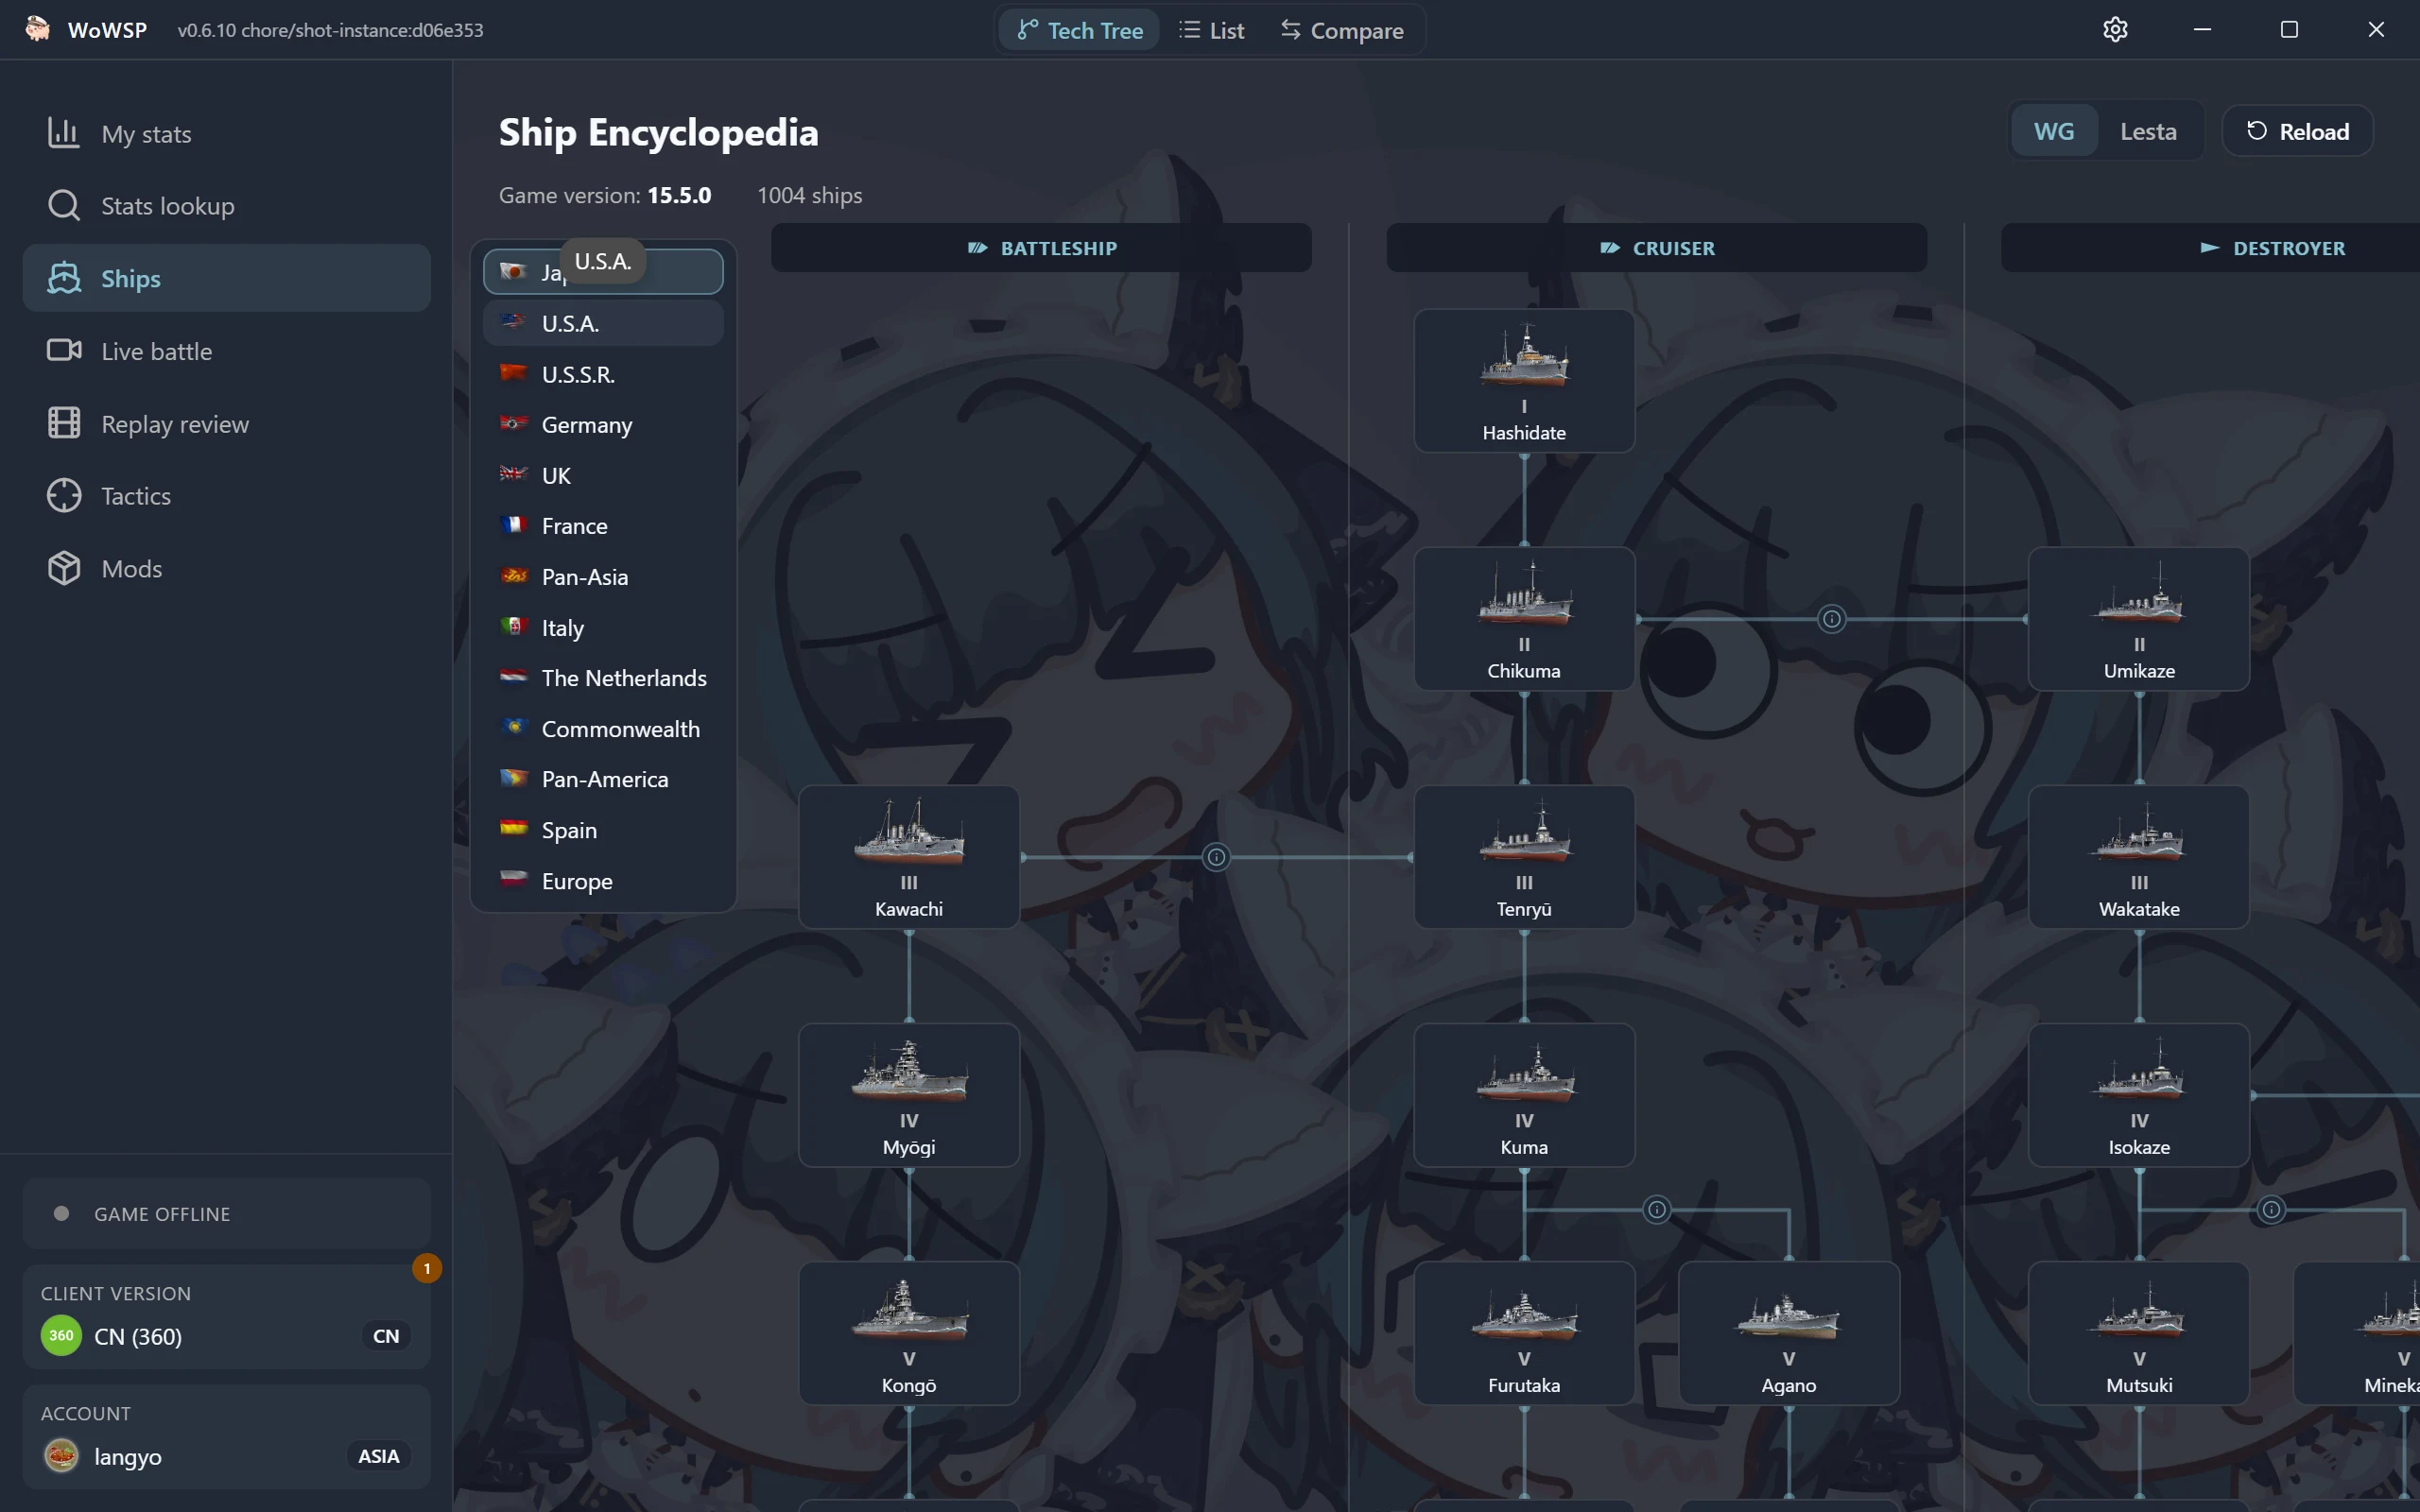 WoWSP v0.6.10 chore/shot-instance:d06e353
Tech Tree List Compare
My stats
Stats lookup
Ships
Live battle
Replay review
Tactics
Mods
GAME OFFLINE
1
CLIENT VERSION
360 CN (360) CN
ACCOUNT
langyo ASIA
Ship Encyclopedia
WG Lesta Reload
Game version: 15.5.0 1004 ships
U.S.A.
U.S.A.
U.S.S.R.
Germany
UK
France
Pan-Asia
Italy
The Netherlands
Commonwealth
Pan-America
Spain
Europe
BATTLESHIP CRUISER DESTROYER
I
Hashidate
II II
Chikuma Umikaze
III III III
Kawachi Tenryū Wakatake
IV IV IV
Myōgi Kuma Isokaze
V V V V V
Kongō Furutaka Agano Mutsuki